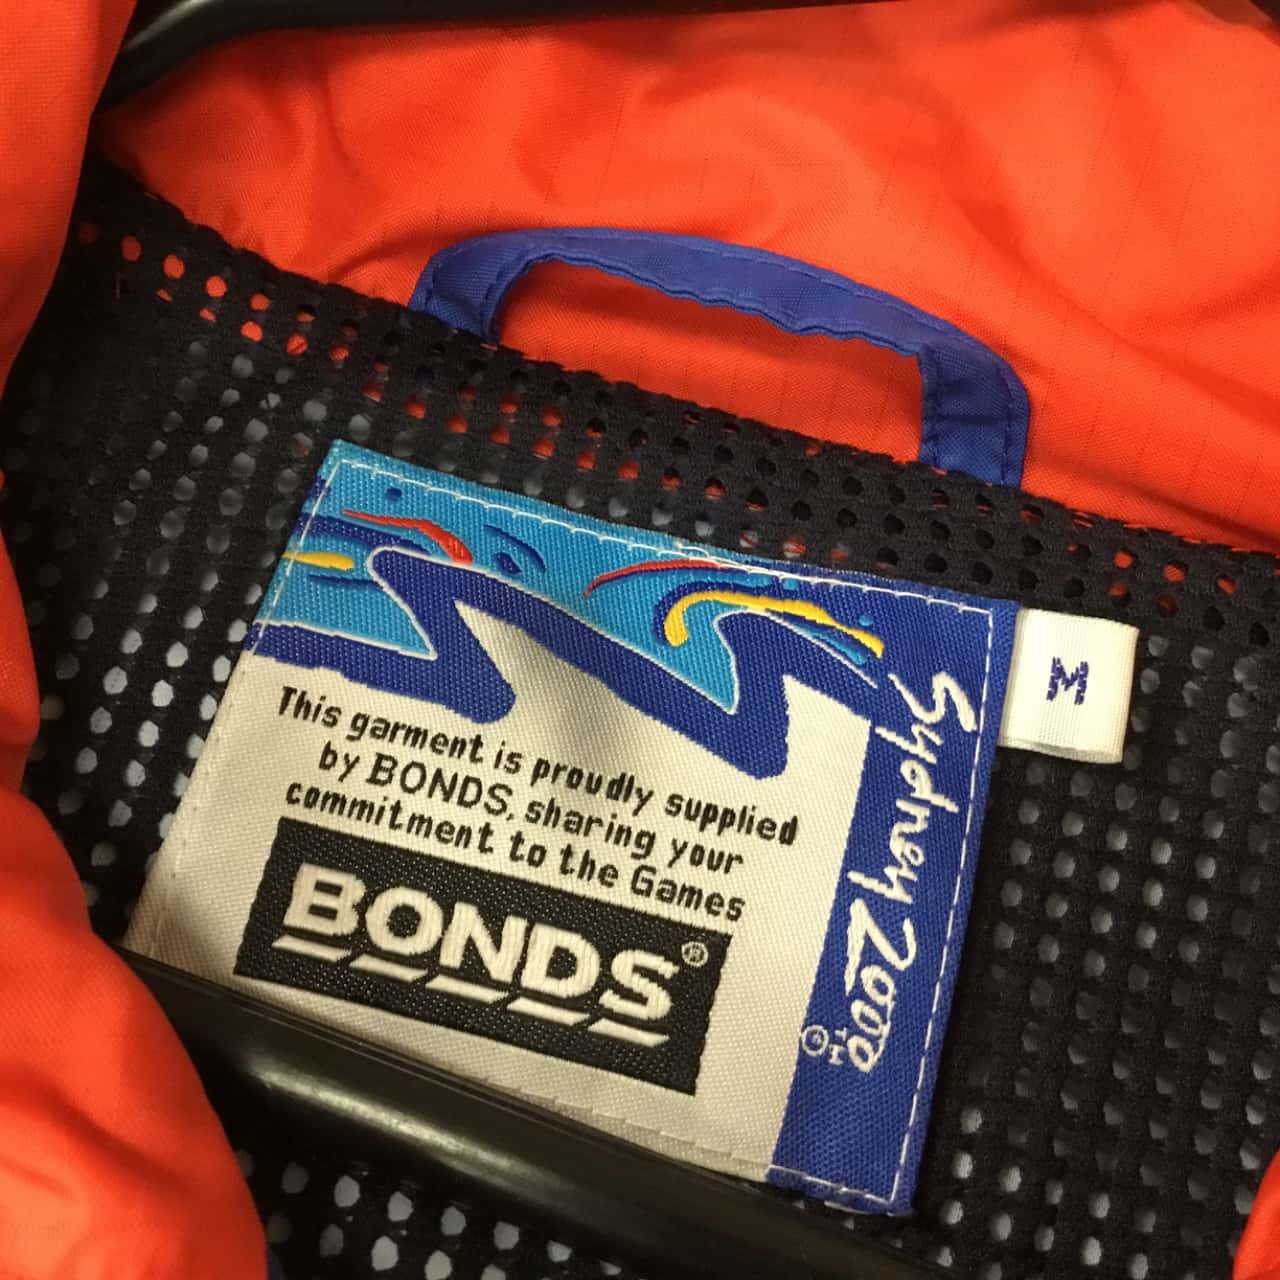 This garment is proudly supplied
by BONDS, sharing your
commitment to the Games
BONDS®
Sydney 2000
M